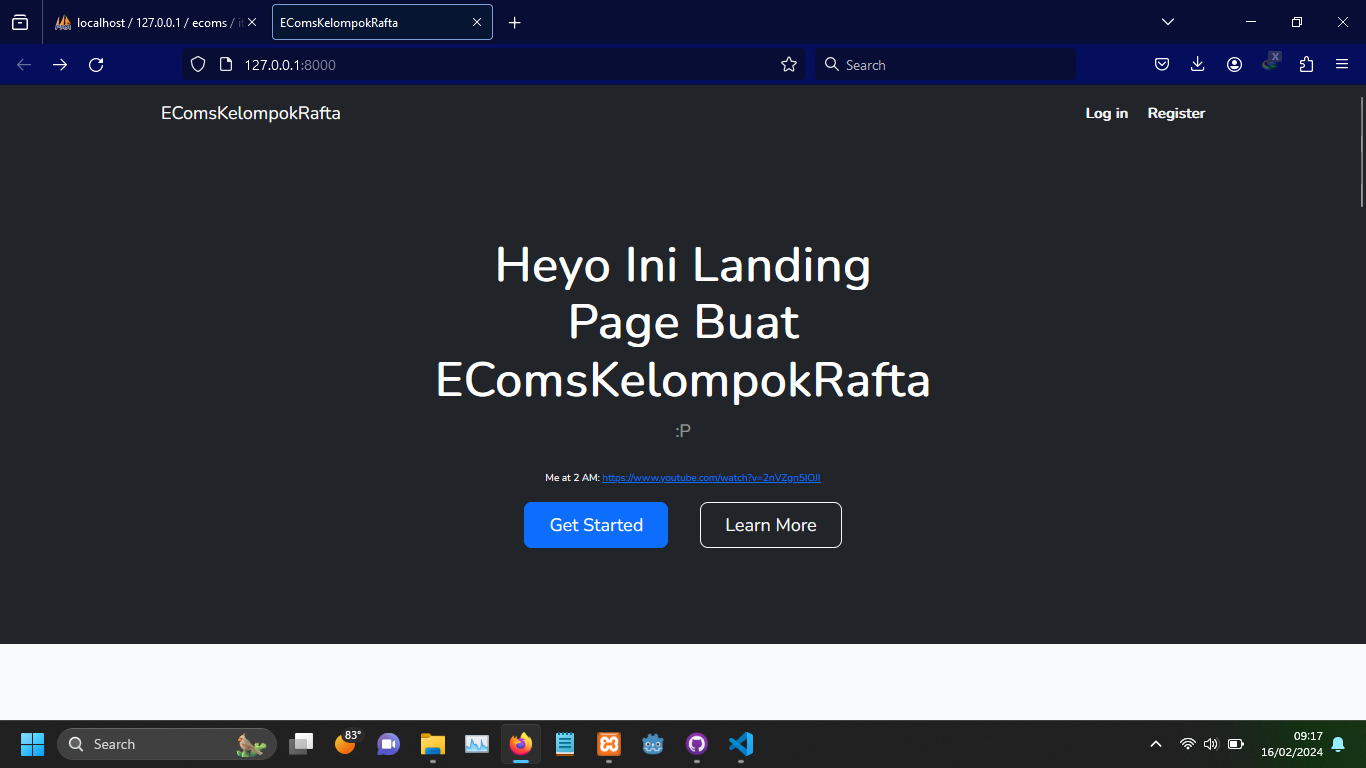 localhost / 127.0.0.1 / ecoms /
EComsKelompokRafta
127.0.0.1:8000
Search
X
EComsKelompokRafta
Log in
Register
Heyo Ini Landing
Page Buat
EComsKelompokRafta
:P
Me at 2 AM: https://www.youtube.com/watch?v=2nVZgn5IOJI
Get Started
Learn More
Search
83°
09:17
16/02/2024